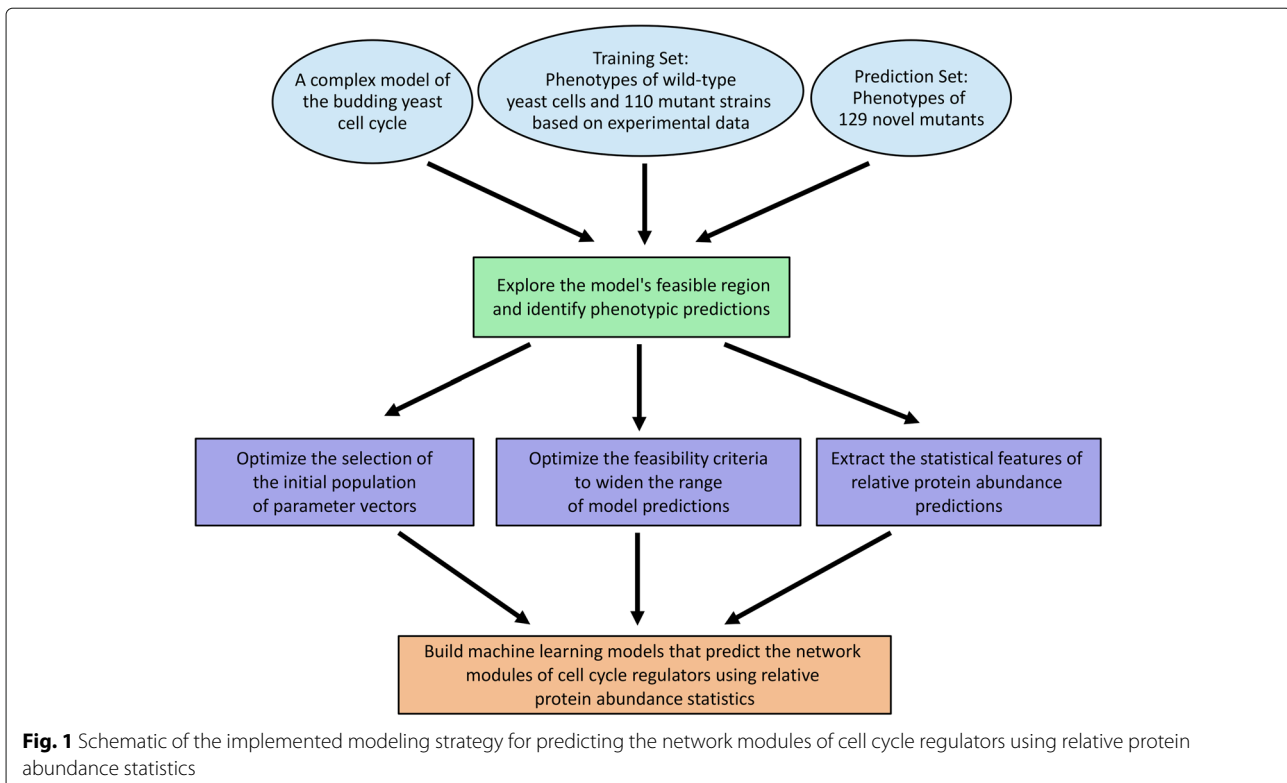 A complex model of
the budding yeast
cell cycle
Training Set:
Phenotypes of wild-type
yeast cells and 110 mutant strains
based on experimental data
Prediction Set:
Phenotypes of
129 novel mutants
Explore the model's feasible region
and identify phenotypic predictions
Optimize the selection of
the initial population
of parameter vectors
Optimize the feasibility criteria
to widen the range
of model predictions
Extract the statistical features of
relative protein abundance
predictions
Build machine learning models that predict the network
modules of cell cycle regulators using relative
protein abundance statistics
Fig. 1 Schematic of the implemented modeling strategy for predicting the network modules of cell cycle regulators using relative protein
abundance statistics